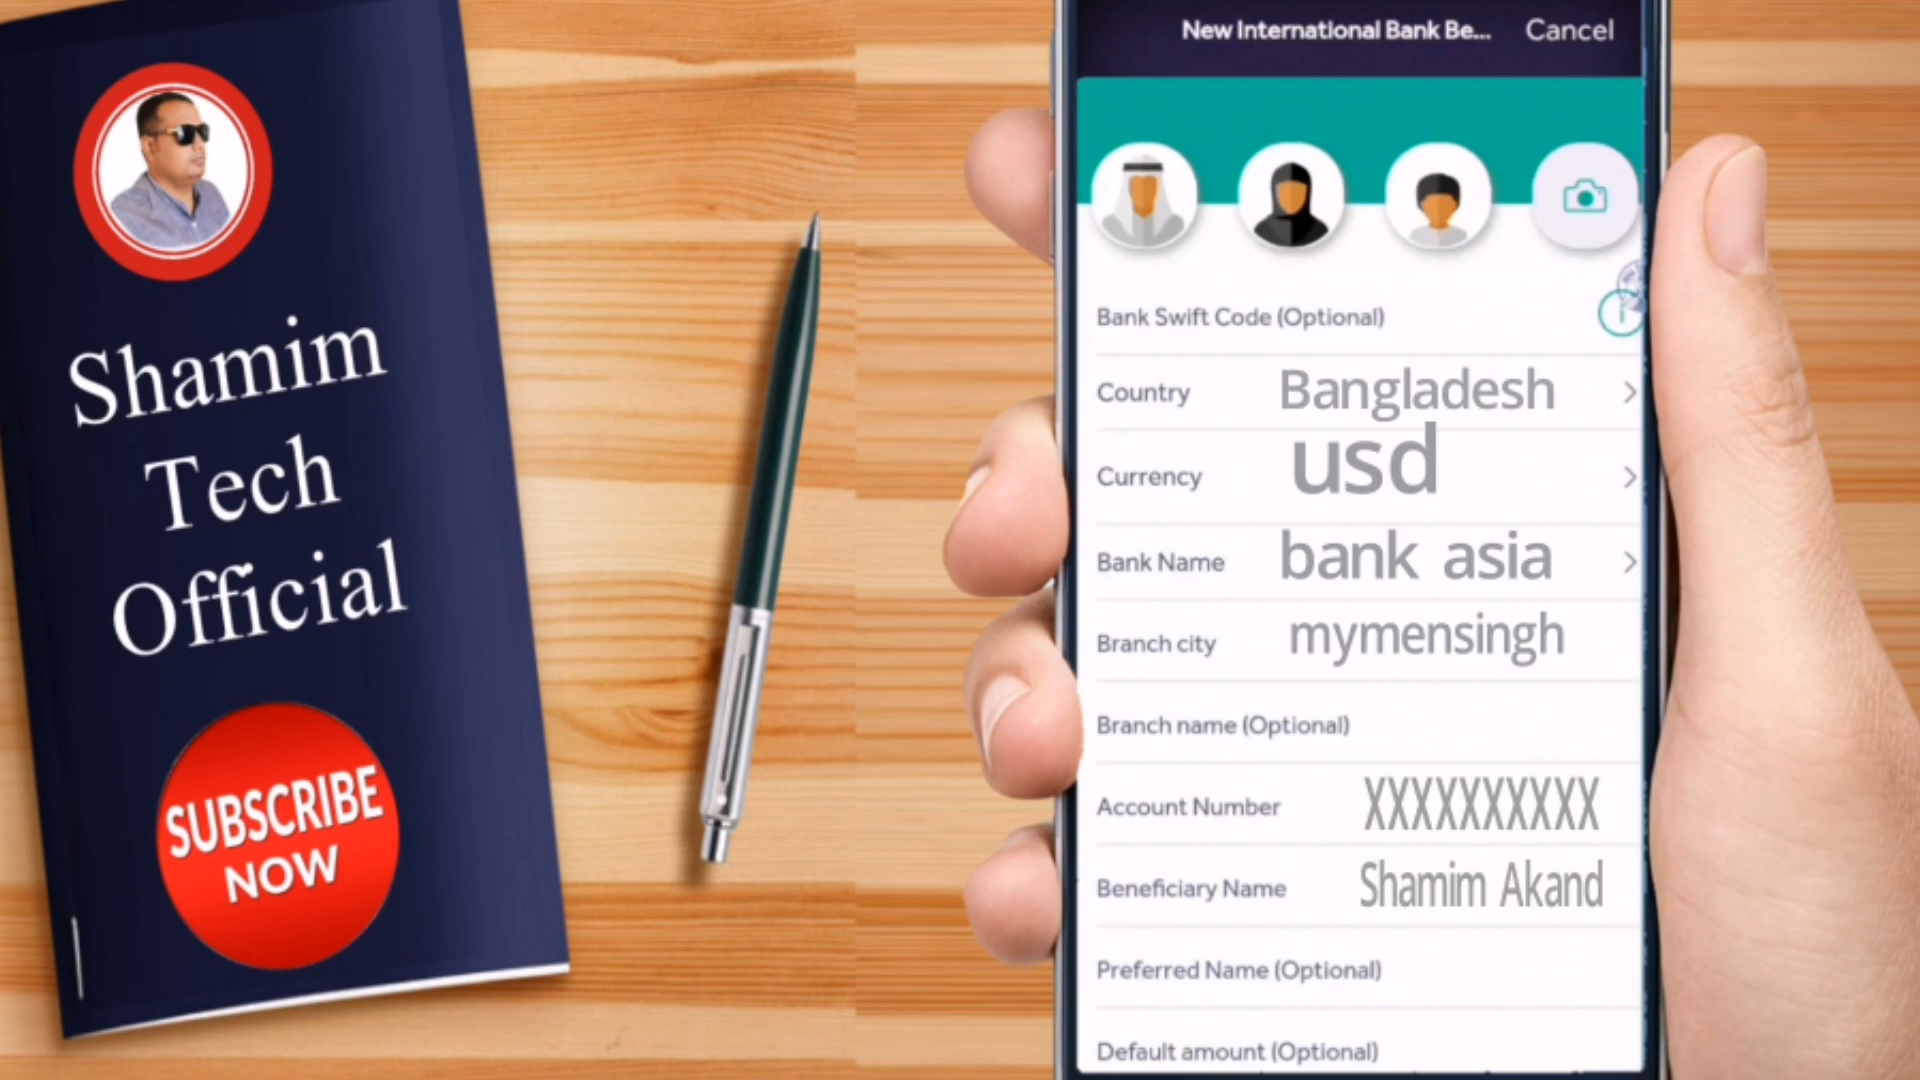 Shamim
Tech
Official
SUBSCRIBE
NOW
New International Bank Be...
Cancel
Bank Swift Code (Optional)
Country Bangladesh
Currency usd
Bank Name bank asia
Branch city mymensingh
Branch name (Optional)
Account Number XXXXXXXXXX
Beneficiary Name Shamim Akand
Preferred Name (Optional)
Default amount (Optional)